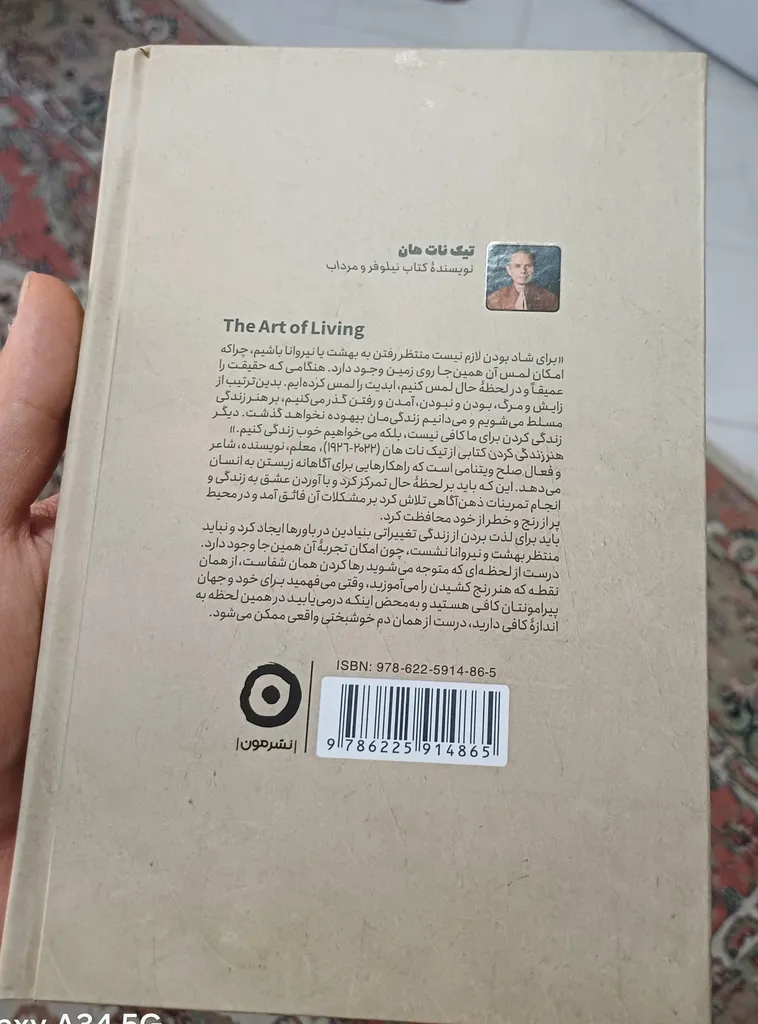 تیک نات هان
نویسندهٔ کتاب نیلوفر و مرداب
The Art of Living
«برای شاد بودن لازم نیست منتظر رفتن به بهشت یا نیروانا باشیم، چراکه
امکان لمس آن همین‌جا روی زمین وجود دارد. هنگامی که حقیقت را
عمیقاً و در لحظهٔ حال لمس کنیم، ابدیت را لمس کرده‌ایم. بدین‌ترتیب از
زایش و مرگ، بودن و نبودن، آمدن و رفتن گذر می‌کنیم، بر هنر زندگی
مسلط می‌شویم و می‌دانیم زندگی‌مان بیهوده نخواهد گذشت. دیگر
زندگی کردن برای ما کافی نیست، بلکه می‌خواهیم خوب زندگی کنیم.»
هنر زندگی کردن کتابی از تیک نات هان (۲۰۲۲-۱۹۲۶)، معلم، نویسنده، شاعر
و فعال صلح ویتنامی است که راهکارهایی برای آگاهانه زیستن به انسان
می‌دهد. این که باید بر لحظهٔ حال تمرکز کرد و با آوردن عشق به زندگی و
انجام تمرینات ذهن‌آگاهی تلاش کرد بر مشکلات آن فائق آمد و در محیط
پر از رنج و خطر از خود محافظت کرد.
باید برای لذت بردن از زندگی تغییراتی بنیادین در باورها ایجاد کرد و نباید
منتظر بهشت و نیروانا نشست، چون امکان تجربهٔ آن همین‌جا وجود دارد.
درست از لحظه‌ای که متوجه می‌شوید رها کردن همان شفاست، از همان
نقطه که هنر رنج کشیدن را می‌آموزید، وقتی می‌فهمید برای خود و جهان
پیرامونتان کافی هستید و به‌محض اینکه درمی‌یابید در همین لحظه به
اندازهٔ کافی دارید، درست از همان دم خوشبختی واقعی ممکن می‌شود.
ISBN: 978-622-5914-86-5
9 786225 914865
|نشرمون|
A34 5G